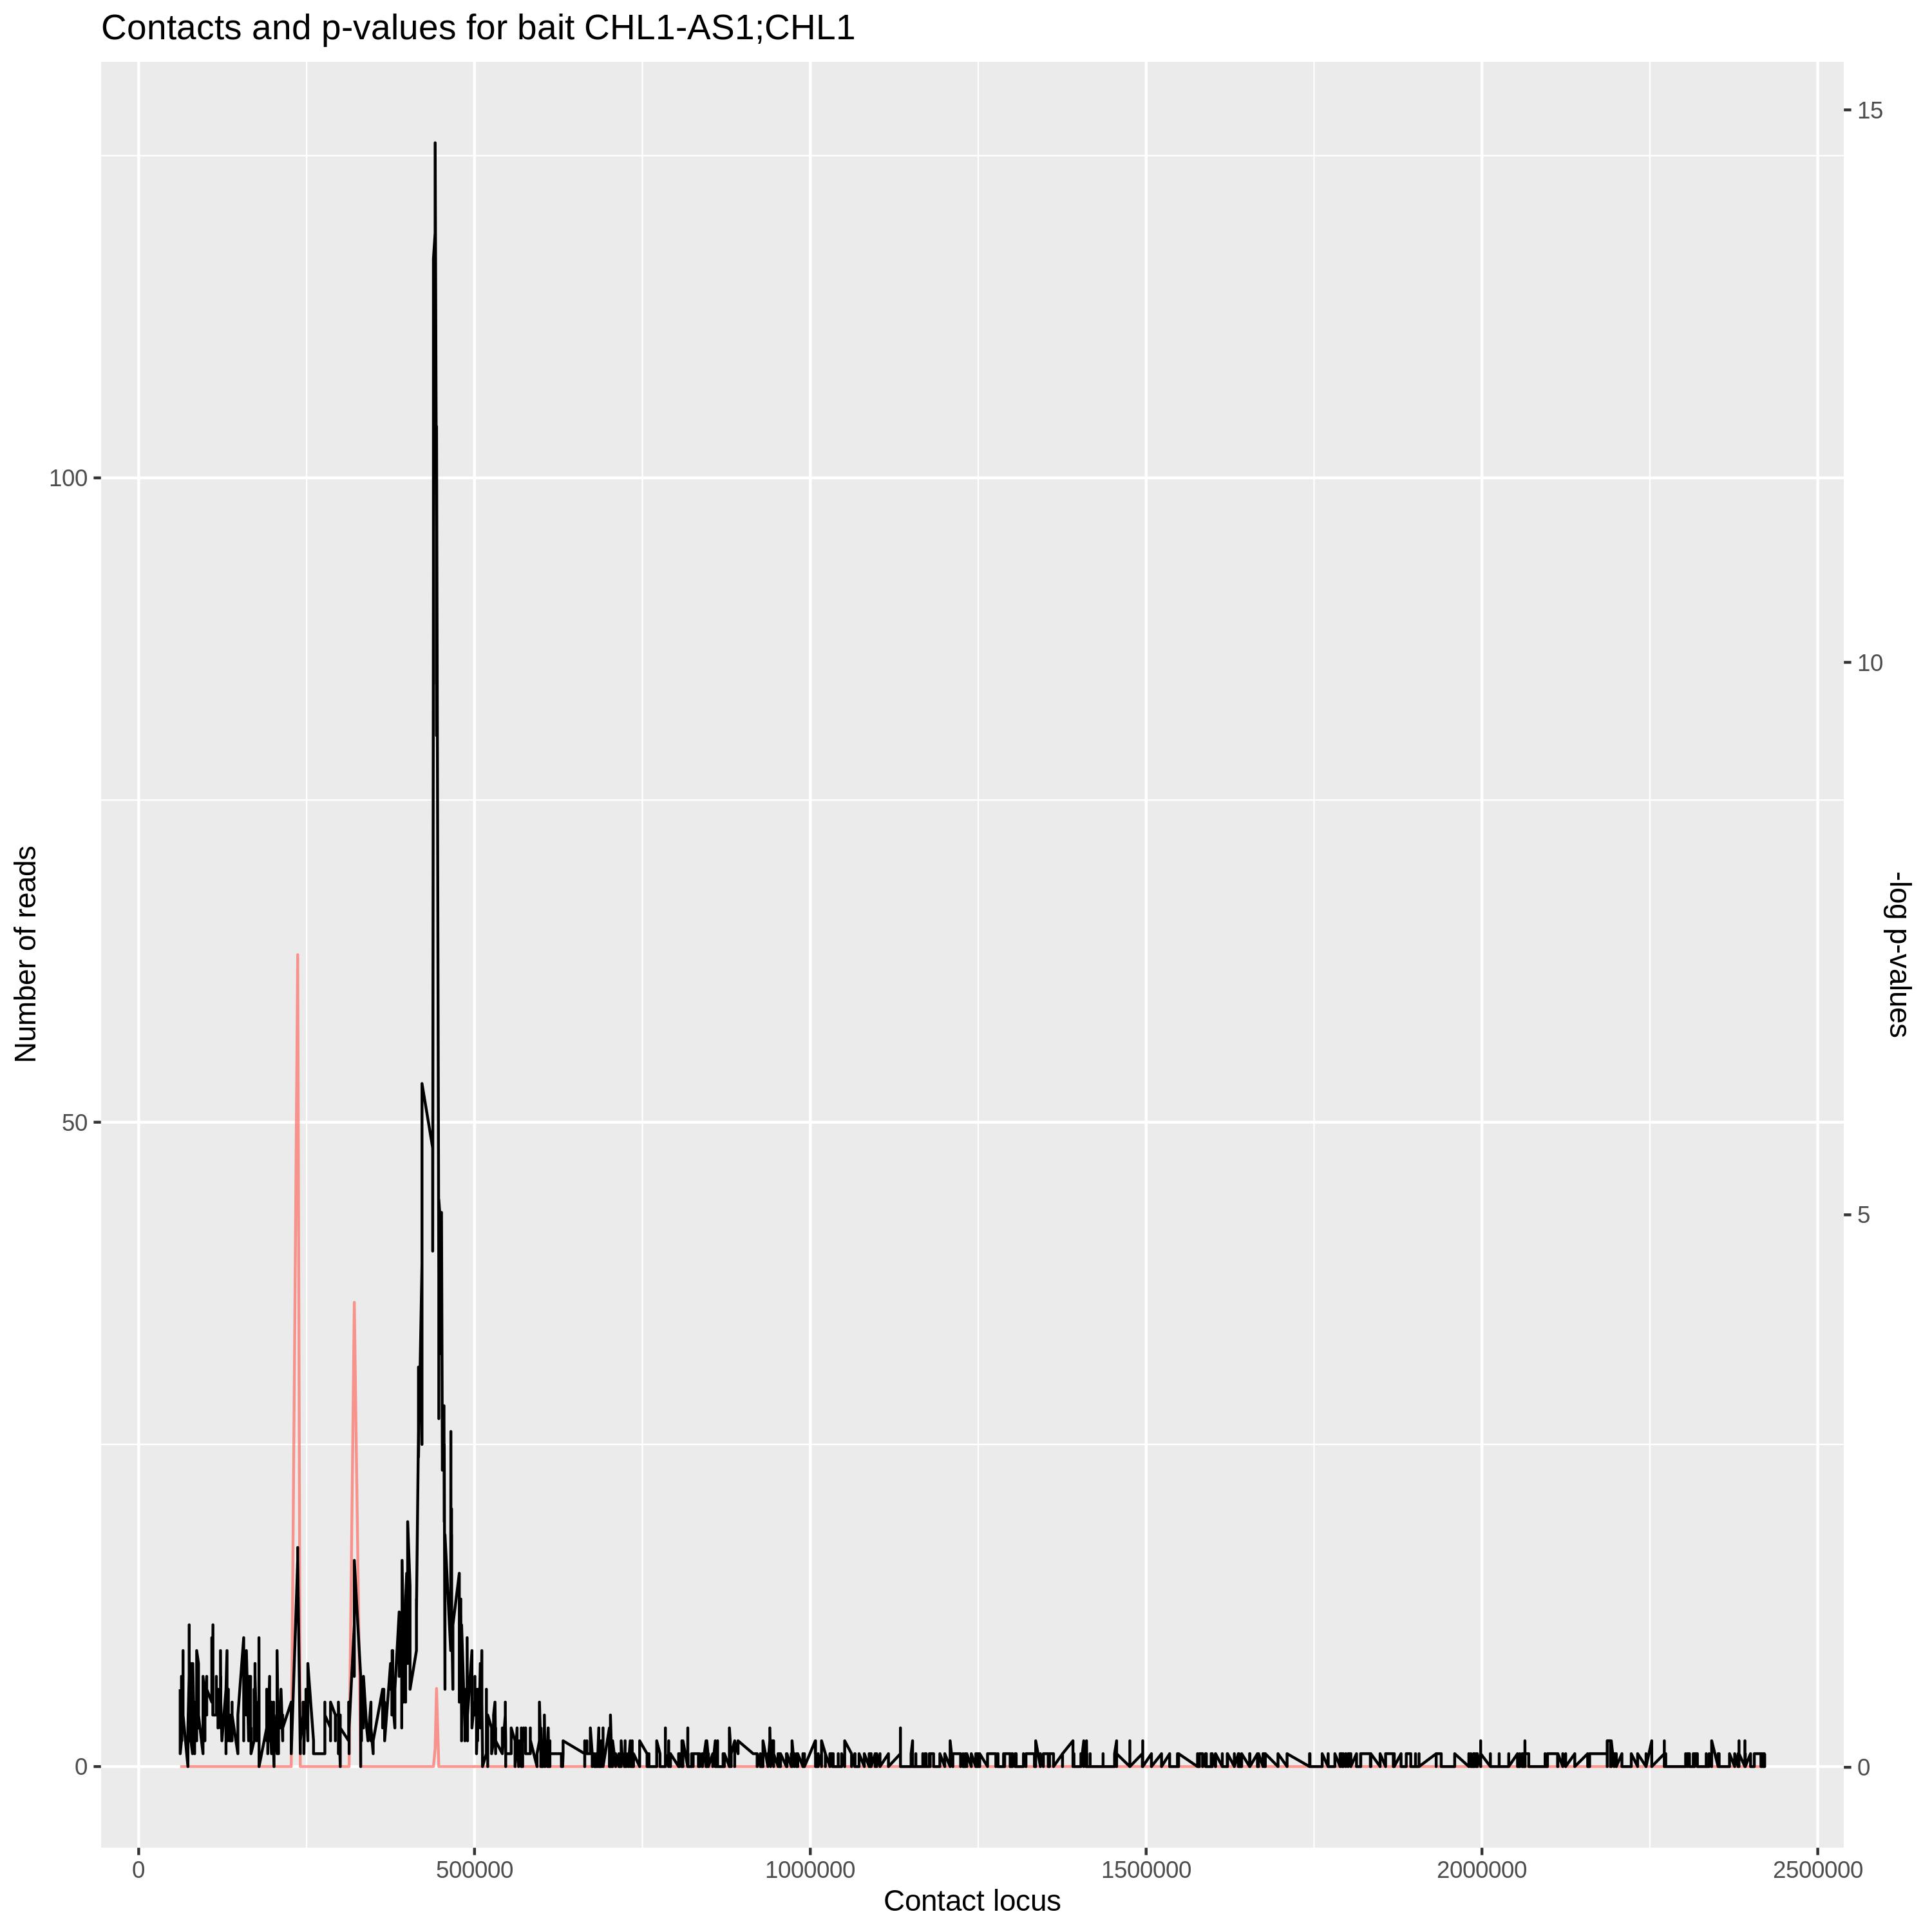 Contacts and p-values for bait CHL1-AS1;CHL1
15
100
10
Number of reads
-log p-values
50
5
0
0
0 500000 1000000 1500000 2000000 2500000
Contact locus